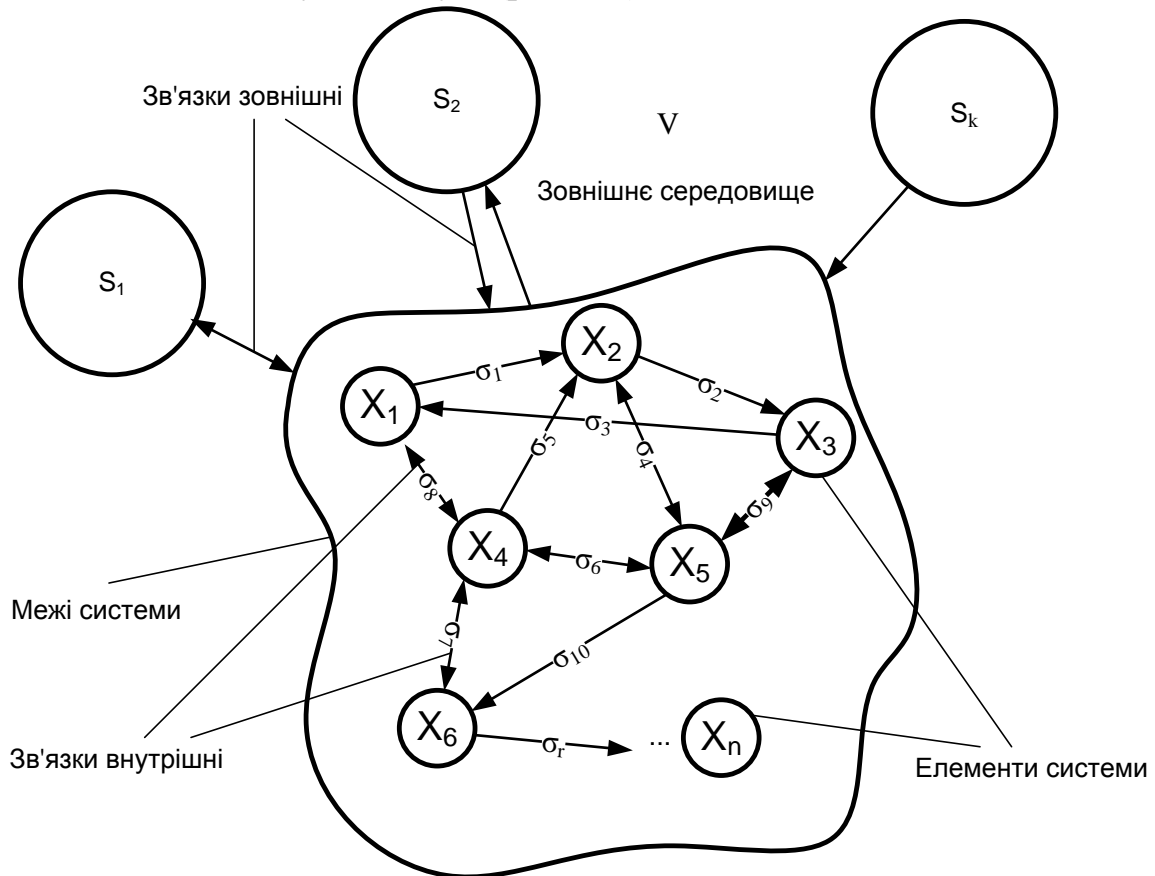 S₂
Sₖ
Зв'язки зовнішні
V
Зовнішнє середовище
S₁
X₂
σ₁
σ₂
X₁
σ₃
X₃
σ₅
σ₄
σ₈
σ₉
X₄
σ₆
X₅
Межі системи
σ₇
σ₁₀
X₆
σᵣ
...
Xₙ
Зв'язки внутрішні
Елементи системи